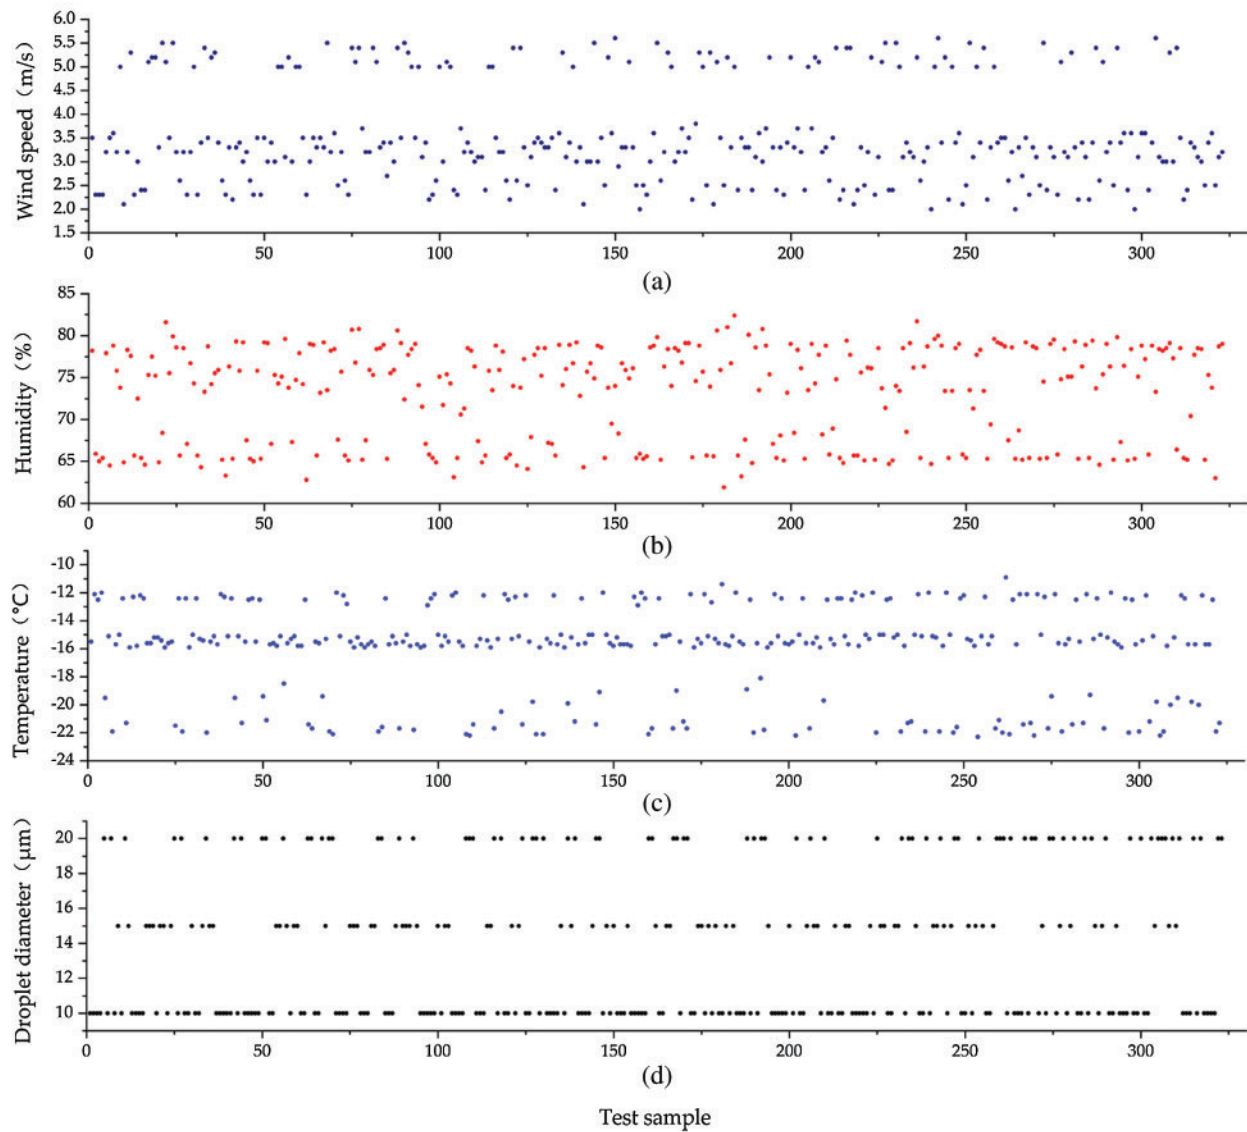 6.0
5.5
5.0
4.5
4.0
3.5
3.0
2.5
2.0
1.5
Wind speed (m/s)
0 50 100 150 200 250 300
(a)
85
80
75
70
65
60
Humidity (%)
0 50 100 150 200 250 300
(b)
-10
-12
-14
-16
-18
-20
-22
-24
Temperature (°C)
0 50 100 150 200 250 300
(c)
20
18
16
14
12
10
Droplet diameter (μm)
0 50 100 150 200 250 300
(d)
Test sample